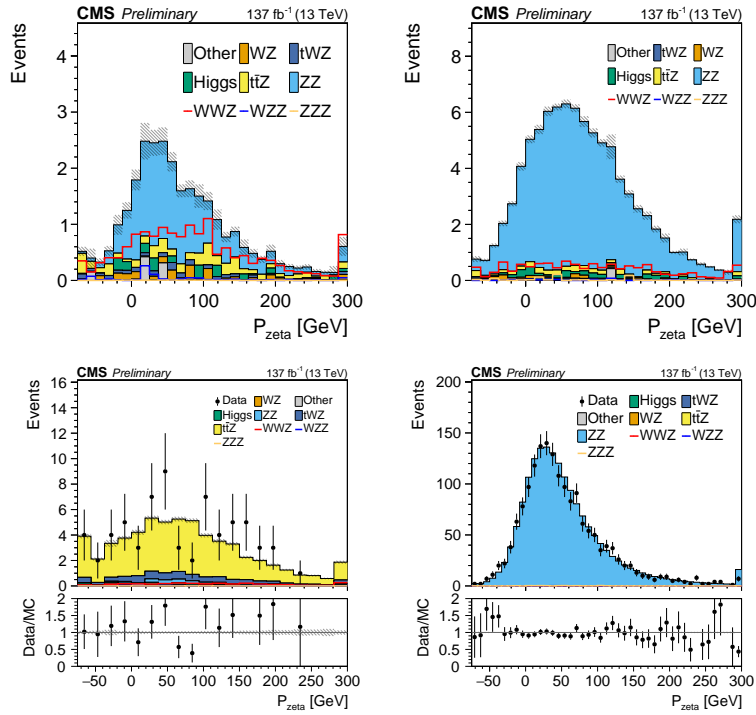 CMS Preliminary 137 fb⁻¹ (13 TeV)
Events
4
3
2
1
0
Other WZ tWZ
Higgs tt̄Z ZZ
WWZ WZZ ZZZ
0 100 200 300
P_zeta [GeV]
CMS Preliminary 137 fb⁻¹ (13 TeV)
Events
8
6
4
2
0
Other tWZ WZ
Higgs tt̄Z ZZ
WWZ WZZ ZZZ
0 100 200 300
P_zeta [GeV]
CMS Preliminary 137 fb⁻¹ (13 TeV)
Events
16
14
12
10
8
6
4
2
0
Data WZ Other
Higgs ZZ tWZ
tt̄Z WWZ WZZ
ZZZ
Data/MC
2
1.5
1
0.5
0
−50 0 50 100 150 200 250 300
P_zeta [GeV]
CMS Preliminary 137 fb⁻¹ (13 TeV)
Events
200
150
100
50
0
Data Higgs tWZ
Other WZ tt̄Z
ZZ WWZ WZZ
ZZZ
Data/MC
2
1.5
1
0.5
0
−50 0 50 100 150 200 250 300
P_zeta [GeV]